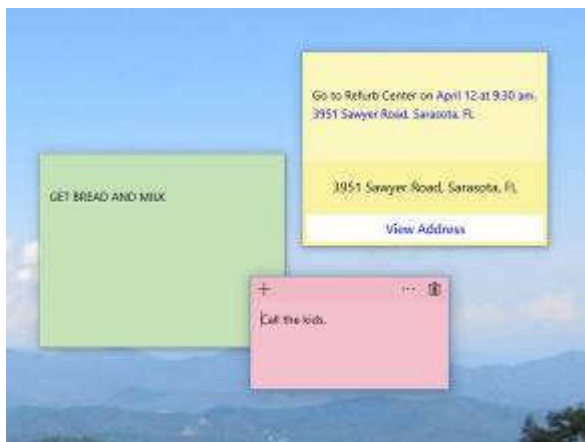 Go to Refurb Center on April 12 at 9:30 am.
3951 Sawyer Road, Sarasota, FL
3951 Sawyer Road, Sarasota, FL
View Address
GET BREAD AND MILK
Call the kids.